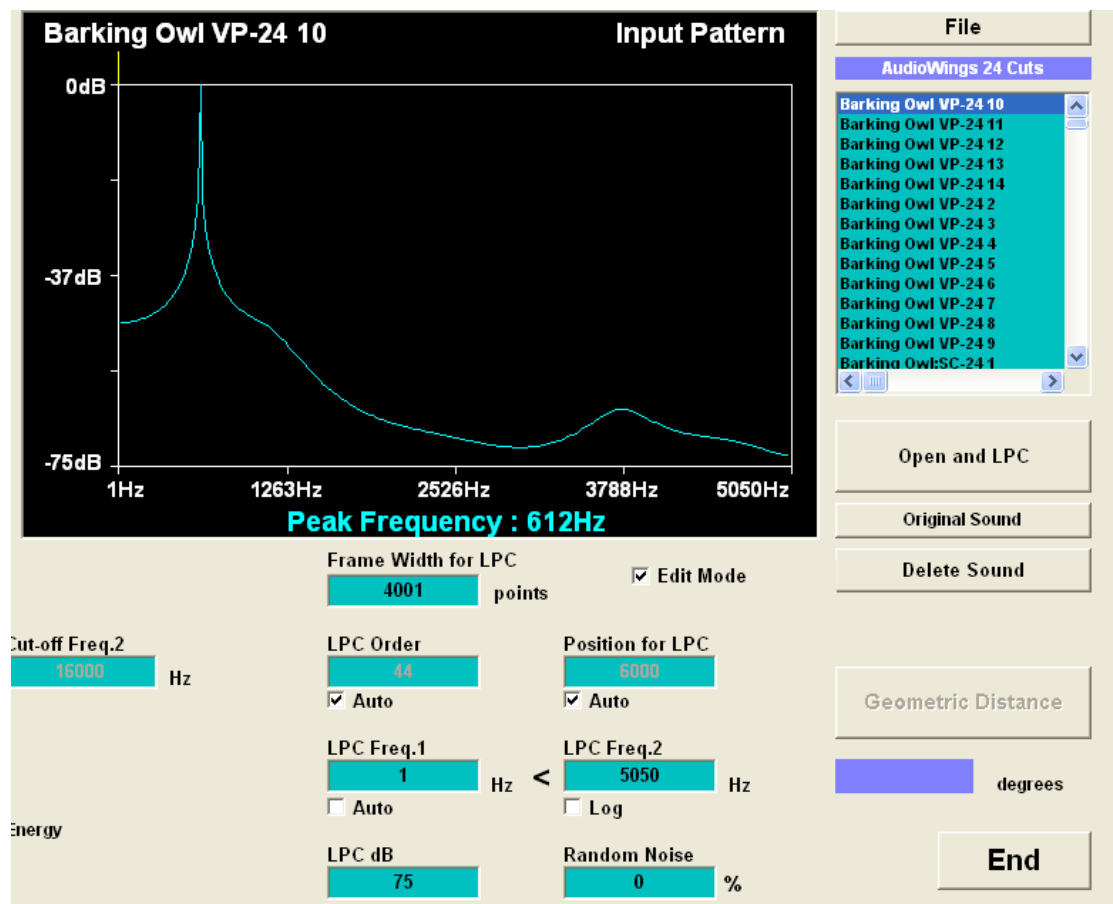 Barking Owl VP-24 10
Input Pattern
0dB
-37dB
-75dB
1Hz 1263Hz 2526Hz 3788Hz 5050Hz
Peak Frequency : 612Hz
File
AudioWings 24 Cuts
Barking Owl VP-24 10
Barking Owl VP-24 11
Barking Owl VP-24 12
Barking Owl VP-24 13
Barking Owl VP-24 14
Barking Owl VP-24 2
Barking Owl VP-24 3
Barking Owl VP-24 4
Barking Owl VP-24 5
Barking Owl VP-24 6
Barking Owl VP-24 7
Barking Owl VP-24 8
Barking Owl VP-24 9
Barking Owl:SC-24 1
Open and LPC
Original Sound
Delete Sound
Frame Width for LPC
4001 points
Edit Mode
Cut-off Freq.2
16000 Hz
LPC Order
44
Auto
Position for LPC
6000
Auto
Geometric Distance
LPC Freq.1
1 Hz
Auto
<
LPC Freq.2
5050 Hz
Log
degrees
Energy
LPC dB
75
Random Noise
0 %
End